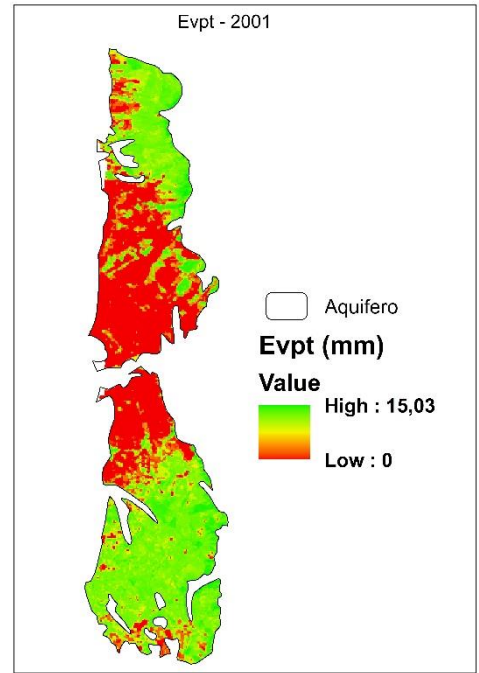 Evpt - 2001
Aquifero
Evpt (mm)
Value
High : 15,03
Low : 0